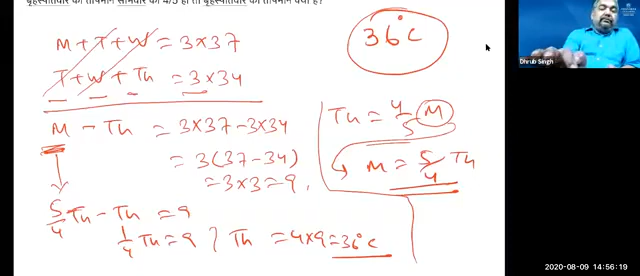 बृहस्पतिवार का तापमान सोमवार का 4/5 हो तो बृहस्पतिवार का तापमान क्या है?
M + T + W = 3 × 37
T + W + Th = 3 × 34
M - Th = 3×37 - 3×34
= 3(37 - 34)
= 3 × 3 = 9,
5/4 Th - Th = 9
1/4 Th = 9 } Th = 4×9 = 36°C
36°C
Th = 4/5 M
M = 5/4 Th
Dhrub Singh
2020-08-09 14:56:19